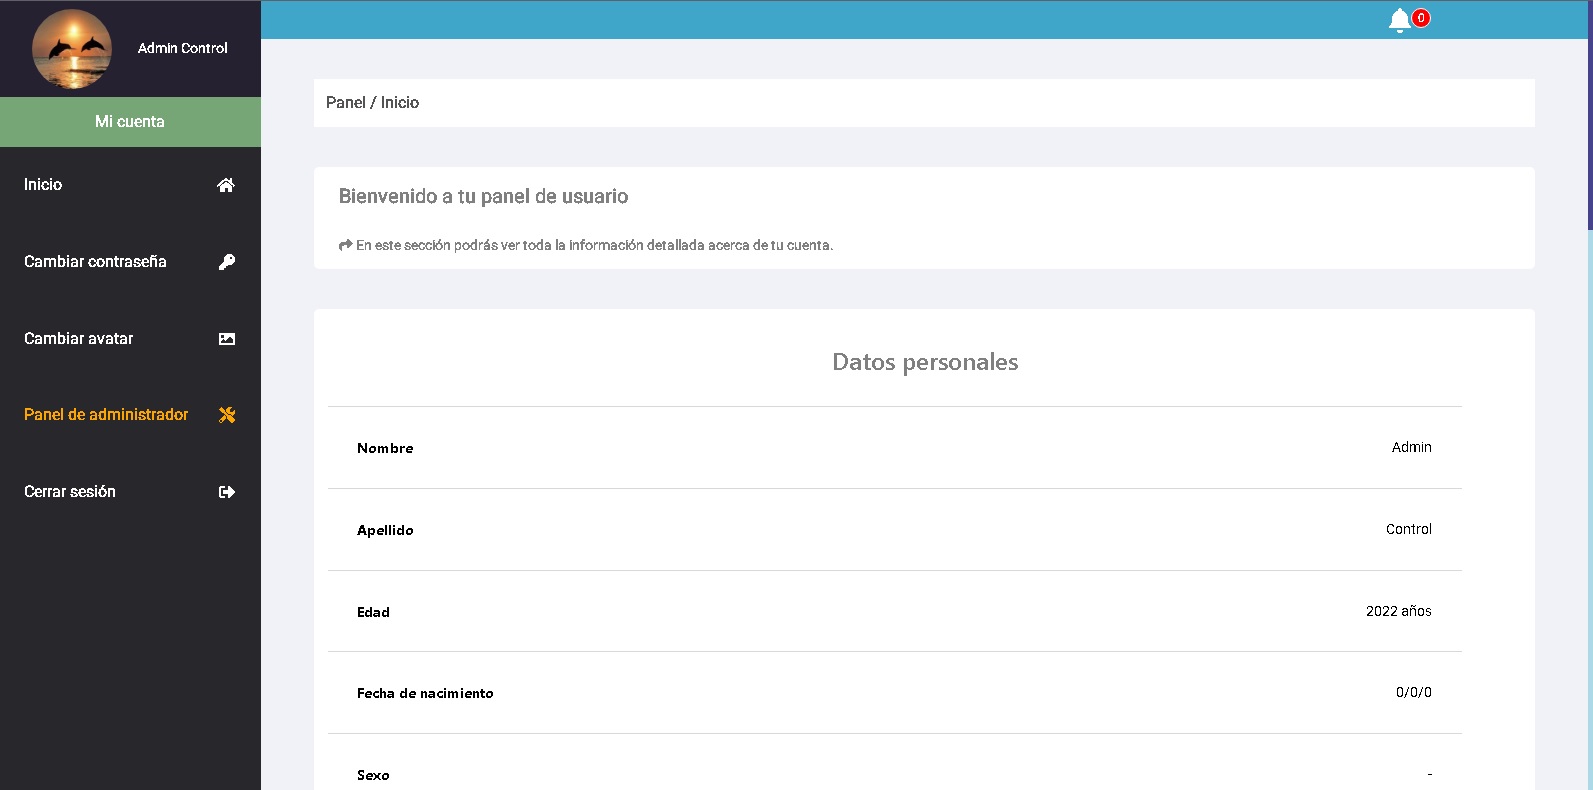 Admin Control
0
Mi cuenta
Inicio
Cambiar contraseña
Cambiar avatar
Panel de administrador
Cerrar sesión
Panel / Inicio
Bienvenido a tu panel de usuario
En este sección podrás ver toda la información detallada acerca de tu cuenta.
Datos personales
Nombre Admin
Apellido Control
Edad 2022 años
Fecha de nacimiento 0/0/0
Sexo -